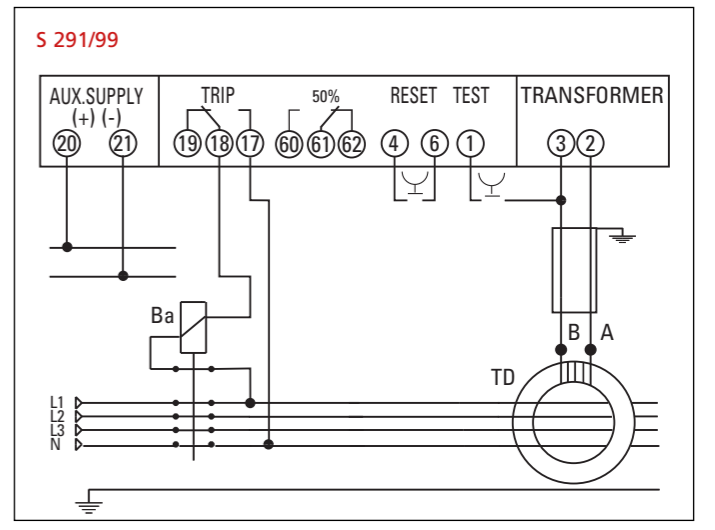 S 291/99
AUX.SUPPLY TRIP 50% RESET TEST TRANSFORMER
(+) (-)
20 21 19 18 17 60 61 62 4 6 1 3 2
Ba
B A
TD
L1
L2
L3
N